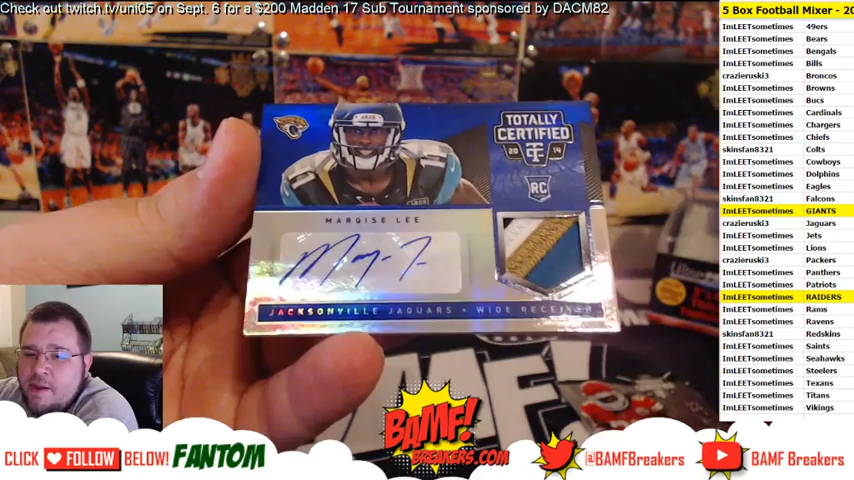 Check out twitch.tv/uni05 on Sept. 6 for a $200 Madden 17 Sub Tournament sponsored by DACM82
5 Box Football Mixer - 20
ImLEETsometimes 49ers
ImLEETsometimes Bears
ImLEETsometimes Bengals
ImLEETsometimes Bills
crazieruski3 Broncos
ImLEETsometimes Browns
ImLEETsometimes Bucs
ImLEETsometimes Cardinals
ImLEETsometimes Chargers
ImLEETsometimes Chiefs
skinsfan8321 Colts
ImLEETsometimes Cowboys
ImLEETsometimes Dolphins
ImLEETsometimes Eagles
skinsfan8321 Falcons
ImLEETsometimes GIANTS
crazieruski3 Jaguars
ImLEETsometimes Jets
ImLEETsometimes Lions
crazieruski3 Packers
ImLEETsometimes Panthers
ImLEETsometimes Patriots
ImLEETsometimes RAIDERS
ImLEETsometimes Rams
ImLEETsometimes Ravens
skinsfan8321 Redskins
ImLEETsometimes Saints
ImLEETsometimes Seahawks
ImLEETsometimes Steelers
ImLEETsometimes Texans
ImLEETsometimes Titans
ImLEETsometimes Vikings
TOTALLY
CERTIFIED
20 TC 14
RC
MARQISE LEE
JACKSONVILLE JAGUARS • WIDE RECEIVER
BAMF!
BREAKERS.COM
CLICK FOLLOW BELOW! FANTOM
@BAMFBreakers
BAMF Breakers